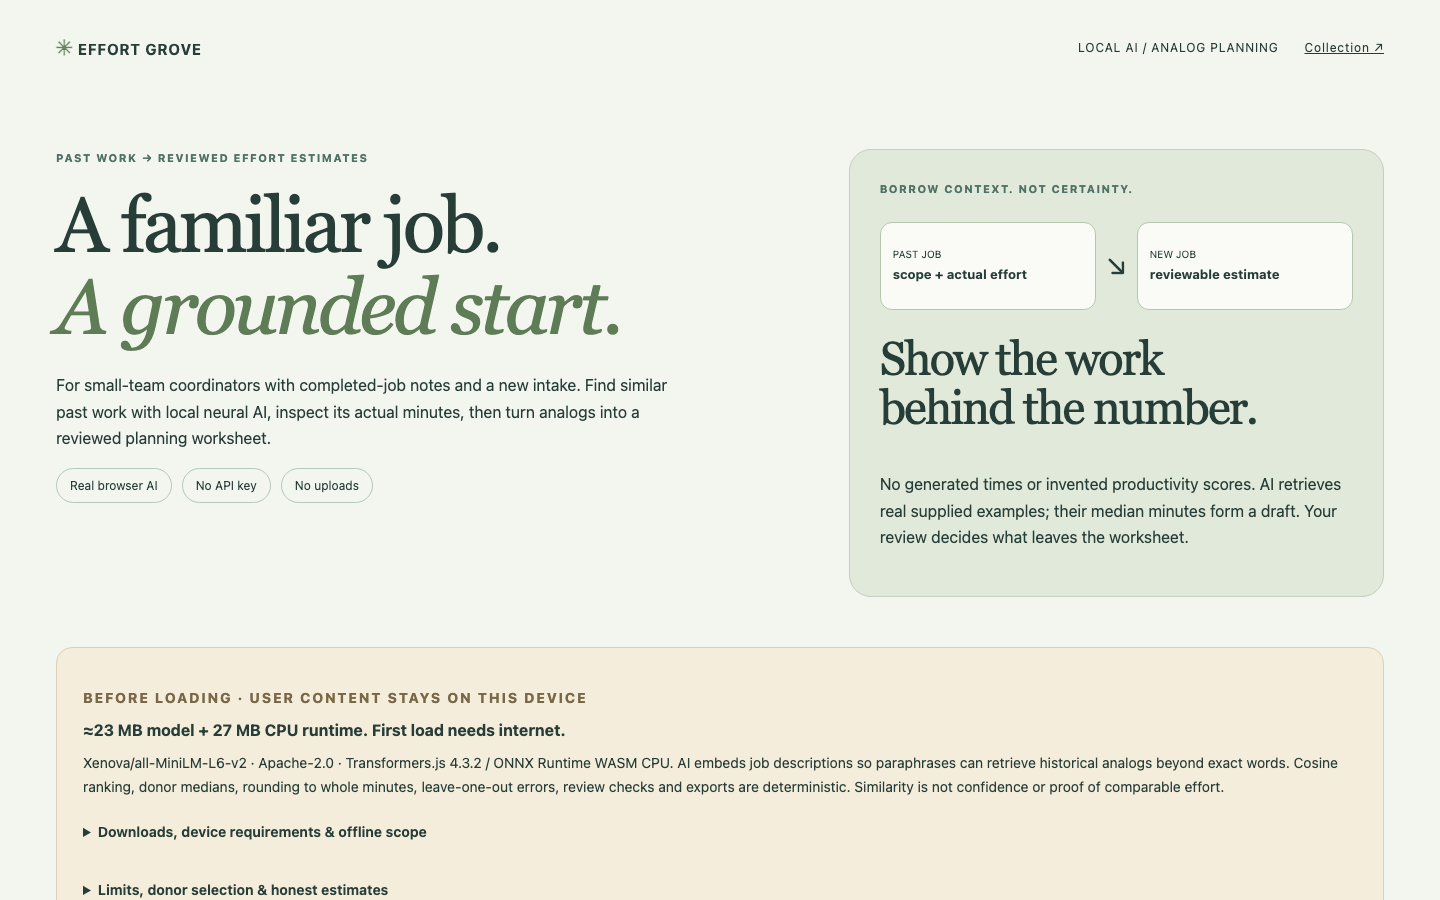 ✳ EFFORT GROVE
LOCAL AI / ANALOG PLANNING
Collection ↗
PAST WORK → REVIEWED EFFORT ESTIMATES
A familiar job.
A grounded start.
For small-team coordinators with completed-job notes and a new intake. Find similar
past work with local neural AI, inspect its actual minutes, then turn analogs into a
reviewed planning worksheet.
Real browser AI
No API key
No uploads
BORROW CONTEXT. NOT CERTAINTY.
PAST JOB
scope + actual effort
↘
NEW JOB
reviewable estimate
Show the work
behind the number.
No generated times or invented productivity scores. AI retrieves
real supplied examples; their median minutes form a draft. Your
review decides what leaves the worksheet.
BEFORE LOADING · USER CONTENT STAYS ON THIS DEVICE
≈23 MB model + 27 MB CPU runtime. First load needs internet.
Xenova/all-MiniLM-L6-v2 · Apache-2.0 · Transformers.js 4.3.2 / ONNX Runtime WASM CPU. AI embeds job descriptions so paraphrases can retrieve historical analogs beyond exact words. Cosine
ranking, donor medians, rounding to whole minutes, leave-one-out errors, review checks and exports are deterministic. Similarity is not confidence or proof of comparable effort.
▶ Downloads, device requirements & offline scope
▶ Limits, donor selection & honest estimates